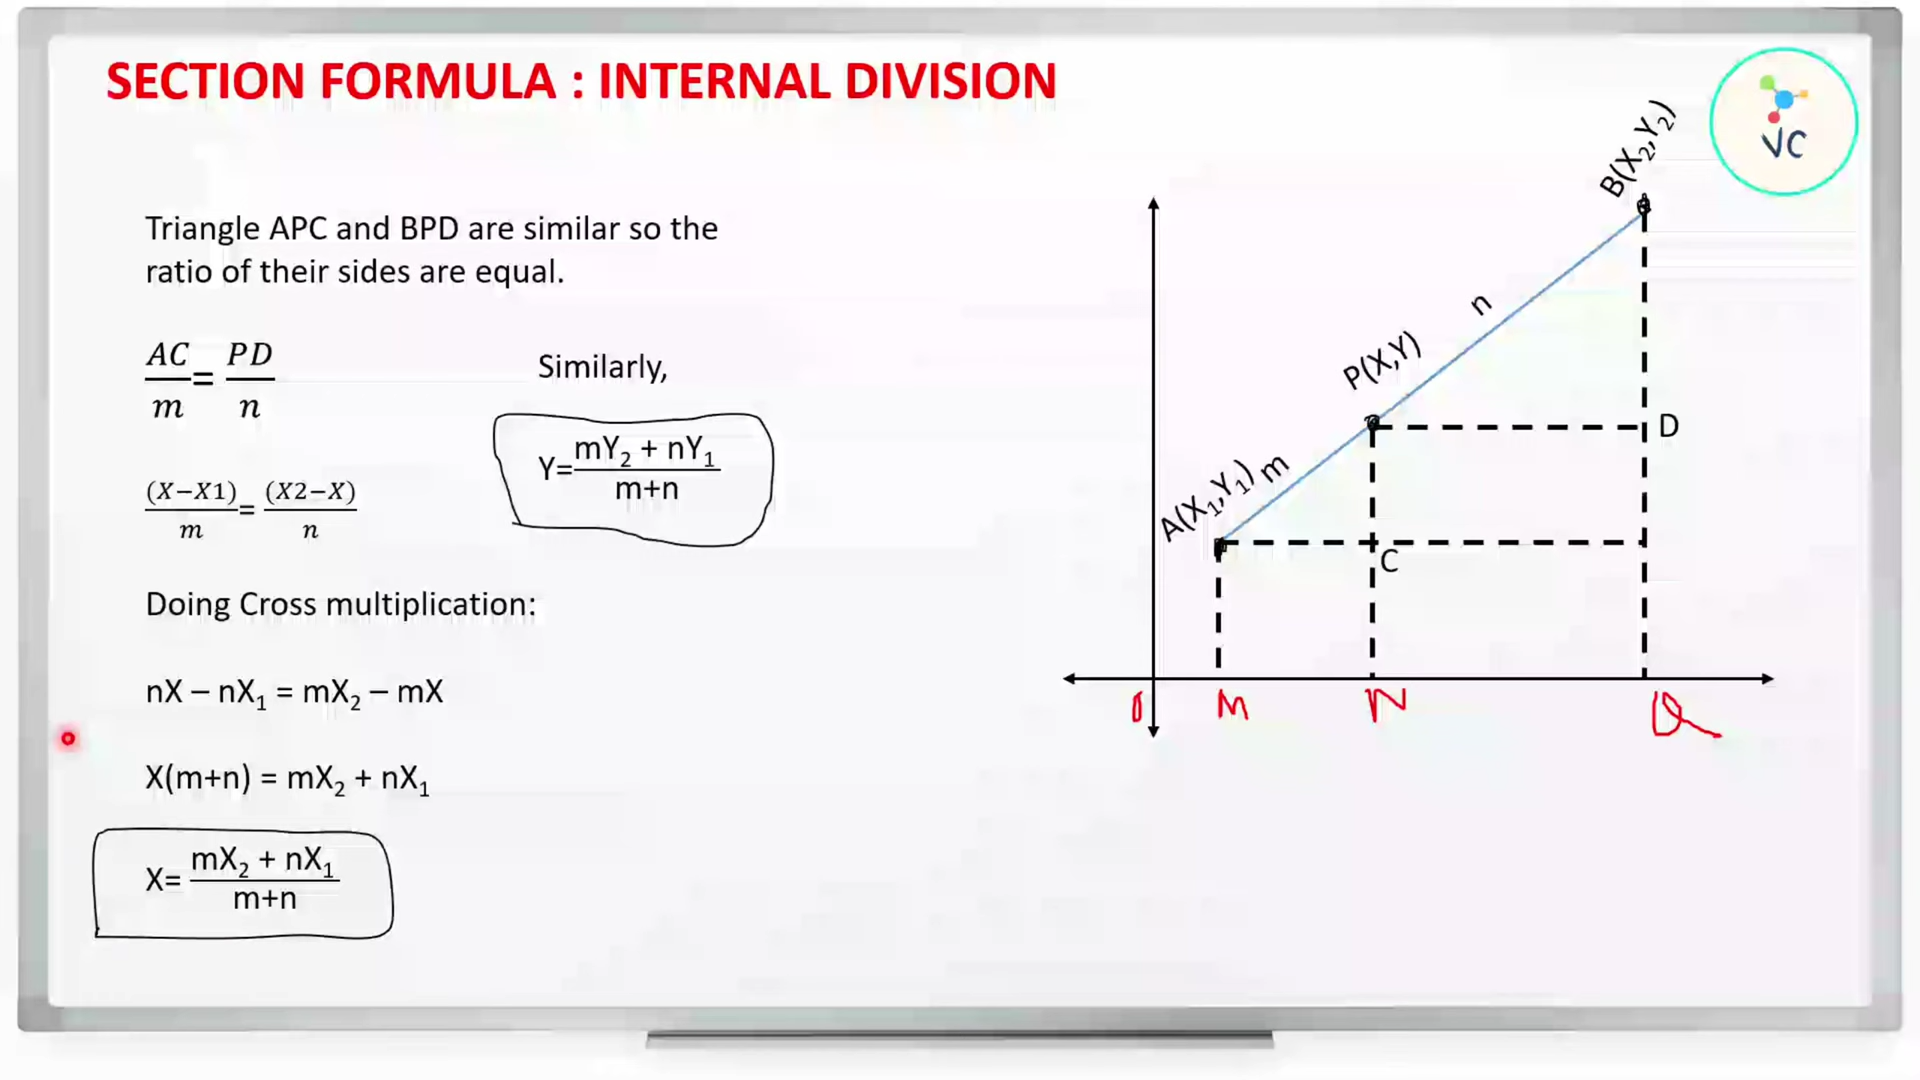 SECTION FORMULA : INTERNAL DIVISION
VC
Triangle APC and BPD are similar so the
ratio of their sides are equal.
AC/m = PD/n
Similarly,
Y= (mY₂ + nY₁)/(m+n)
(X−X1)/m = (X2−X)/n
Doing Cross multiplication:
nX – nX₁ = mX₂ – mX
X(m+n) = mX₂ + nX₁
X= (mX₂ + nX₁)/(m+n)
B(X₂,Y₂)
n
P(X,Y)
D
m
A(X₁,Y₁)
C
O
M
N
Q